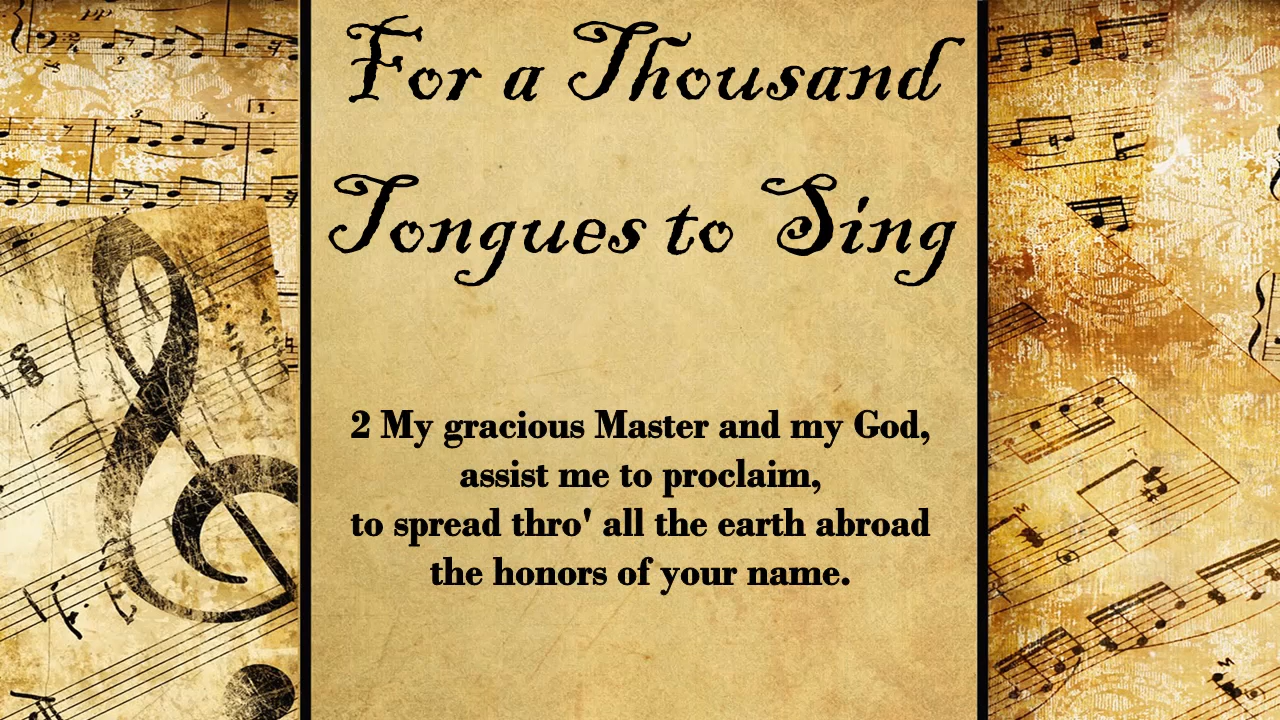 For a Thousand
Tongues to Sing
2 My gracious Master and my God,
assist me to proclaim,
to spread thro' all the earth abroad
the honors of your name.